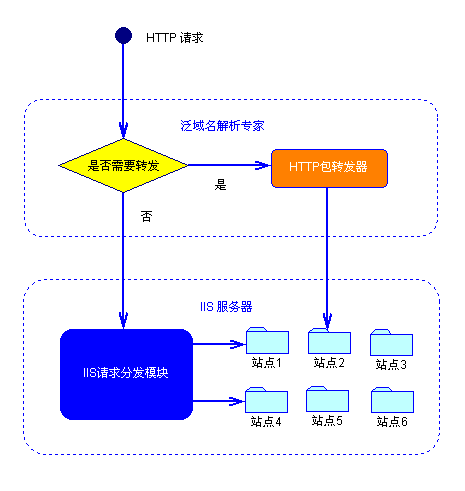 HTTP 请求
泛域名解析专家
是否需要转发
HTTP包转发器
是
否
IIS 服务器
IIS请求分发模块
站点1
站点2
站点3
站点4
站点5
站点6